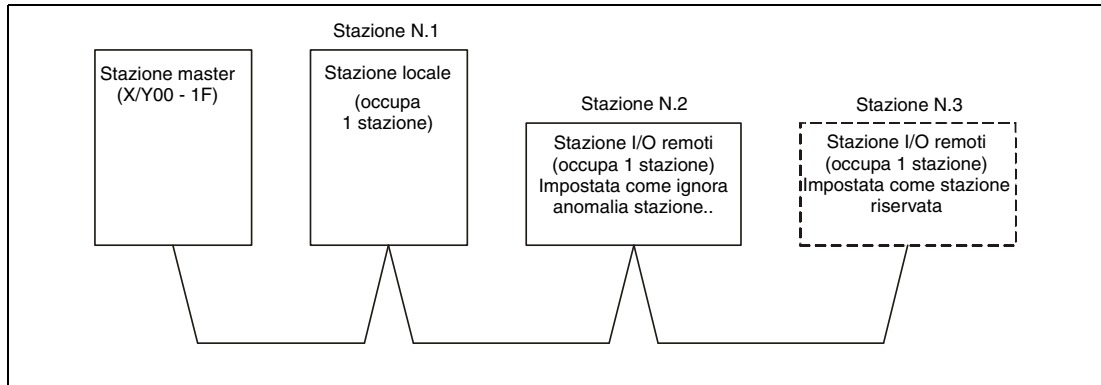 Stazione N.1
Stazione master
(X/Y00 - 1F)
Stazione locale
(occupa
1 stazione)
Stazione N.2
Stazione I/O remoti
(occupa 1 stazione)
Impostata come ignora
anomalia stazione..
Stazione N.3
Stazione I/O remoti
(occupa 1 stazione)
Impostata come stazione
riservata